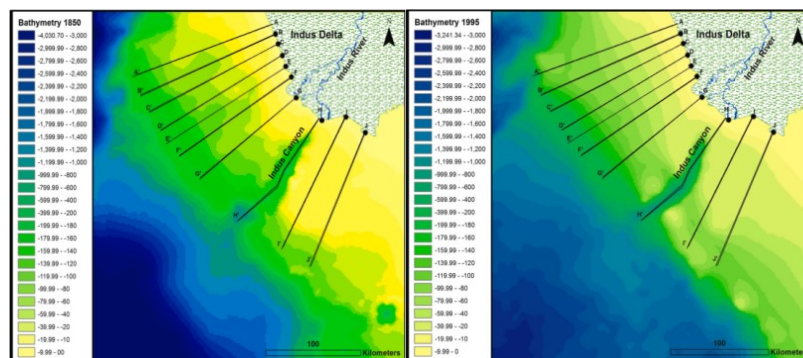 Bathymetry 1850
-4,030.70 - -3,000
-2,999.99 - -2,800
-2,799.99 - -2,600
-2,599.99 - -2,400
-2,399.99 - -2,200
-2,199.99 - -2,000
-1,999.99 - -1,800
-1,799.99 - -1,600
-1,599.99 - -1,400
-1,399.99 - -1,200
-1,199.99 - -1,000
-999.99 - -800
-799.99 - -600
-599.99 - -400
-399.99 - -200
-199.99 - -180
-179.99 - -160
-159.99 - -140
-139.99 - -120
-119.99 - -100
-99.99 - -80
-79.99 - -60
-59.99 - -40
-39.99 - -20
-19.99 - -10
-9.99 - 00
Indus Delta
Indus River
N
A
H
A'
B'
C'
D'
E'
F'
G'
H'
I'
J'
Indus Canyon
100
Kilometers
Bathymetry 1995
-3,241.34 - -3,000
-2,999.99 - -2,800
-2,799.99 - -2,600
-2,599.99 - -2,400
-2,399.99 - -2,200
-2,199.99 - -2,000
-1,999.99 - -1,800
-1,799.99 - -1,600
-1,599.99 - -1,400
-1,399.99 - -1,200
-1,199.99 - -1,000
-999.99 - -800
-799.99 - -600
-599.99 - -400
-399.99 - -200
-199.99 - -180
-179.99 - -160
-159.99 - -140
-139.99 - -120
-119.99 - -100
-99.99 - -80
-79.99 - -60
-59.99 - -40
-39.99 - -20
-19.99 - -10
-9.99 - 0
Indus Delta
Indus River
N
A
H
A'
B'
C'
D'
E'
F'
G'
H'
I'
J'
Indus Canyon
100
Kilometers